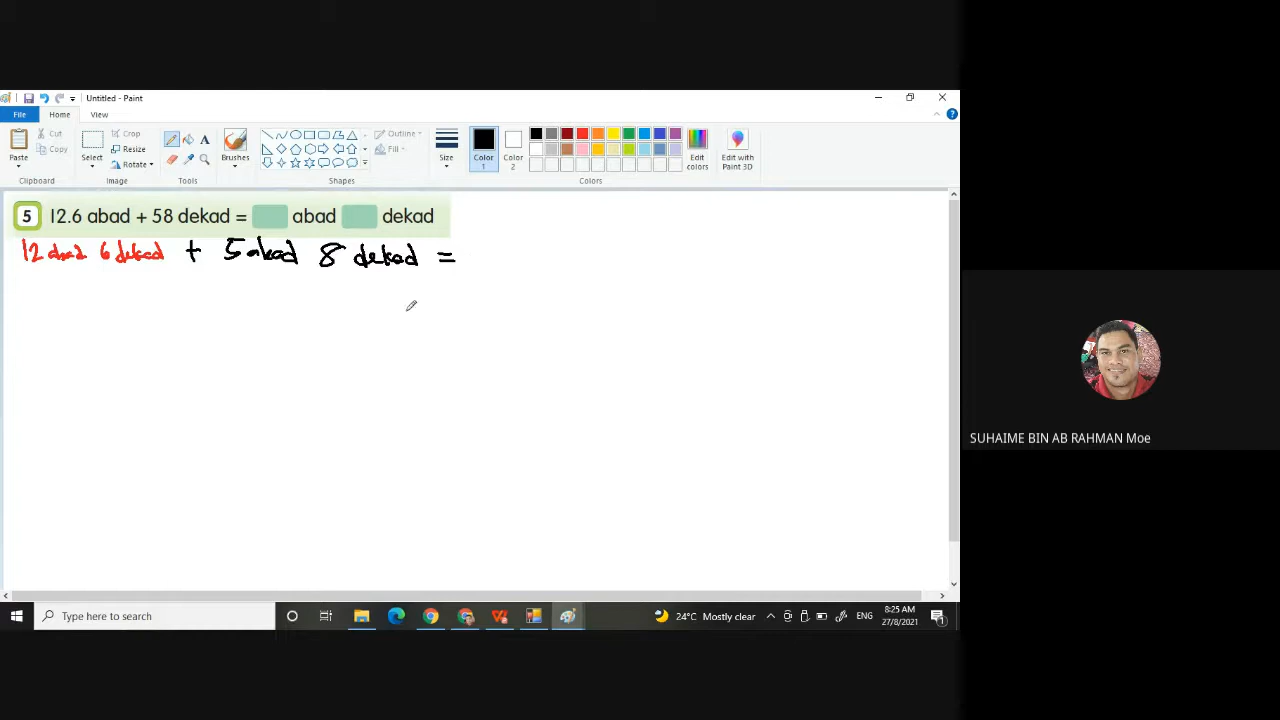 Untitled - Paint
File Home View
Paste Cut Copy Clipboard
Select Crop Resize Rotate Image
Tools
Brushes
Outline Fill Shapes
Size
Color 1 Color 2
Edit colors Edit with Paint 3D
Colors
5 12.6 abad + 58 dekad = abad dekad
12 abad 6 dekad + 5 abad 8 dekad =
SUHAIME BIN AB RAHMAN Moe
Type here to search
24°C Mostly clear
ENG
8:25 AM
27/8/2021
1